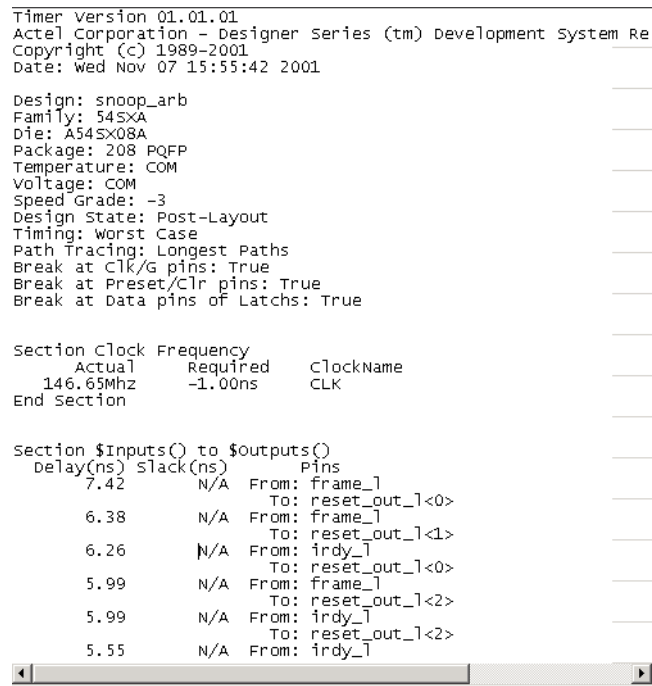 Timer Version 01.01.01
Actel Corporation - Designer Series (tm) Development System Re
Copyright (c) 1989-2001
Date: Wed Nov 07 15:55:42 2001
Design: snoop_arb
Family: 54SXA
Die: A54SX08A
Package: 208 PQFP
Temperature: COM
Voltage: COM
Speed Grade: -3
Design State: Post-Layout
Timing: Worst Case
Path Tracing: Longest Paths
Break at Clk/G pins: True
Break at Preset/Clr pins: True
Break at Data pins of Latchs: True
Section Clock Frequency
Actual Required ClockName
146.65Mhz -1.00ns CLK
End Section
Section $Inputs() to $Outputs()
Delay(ns) Slack(ns) Pins
7.42 N/A From: frame_l
To: reset_out_l<0>
6.38 N/A From: frame_l
To: reset_out_l<1>
6.26 N/A From: irdy_l
To: reset_out_l<0>
5.99 N/A From: frame_l
To: reset_out_l<2>
5.99 N/A From: irdy_l
To: reset_out_l<2>
5.55 N/A From: irdy_l